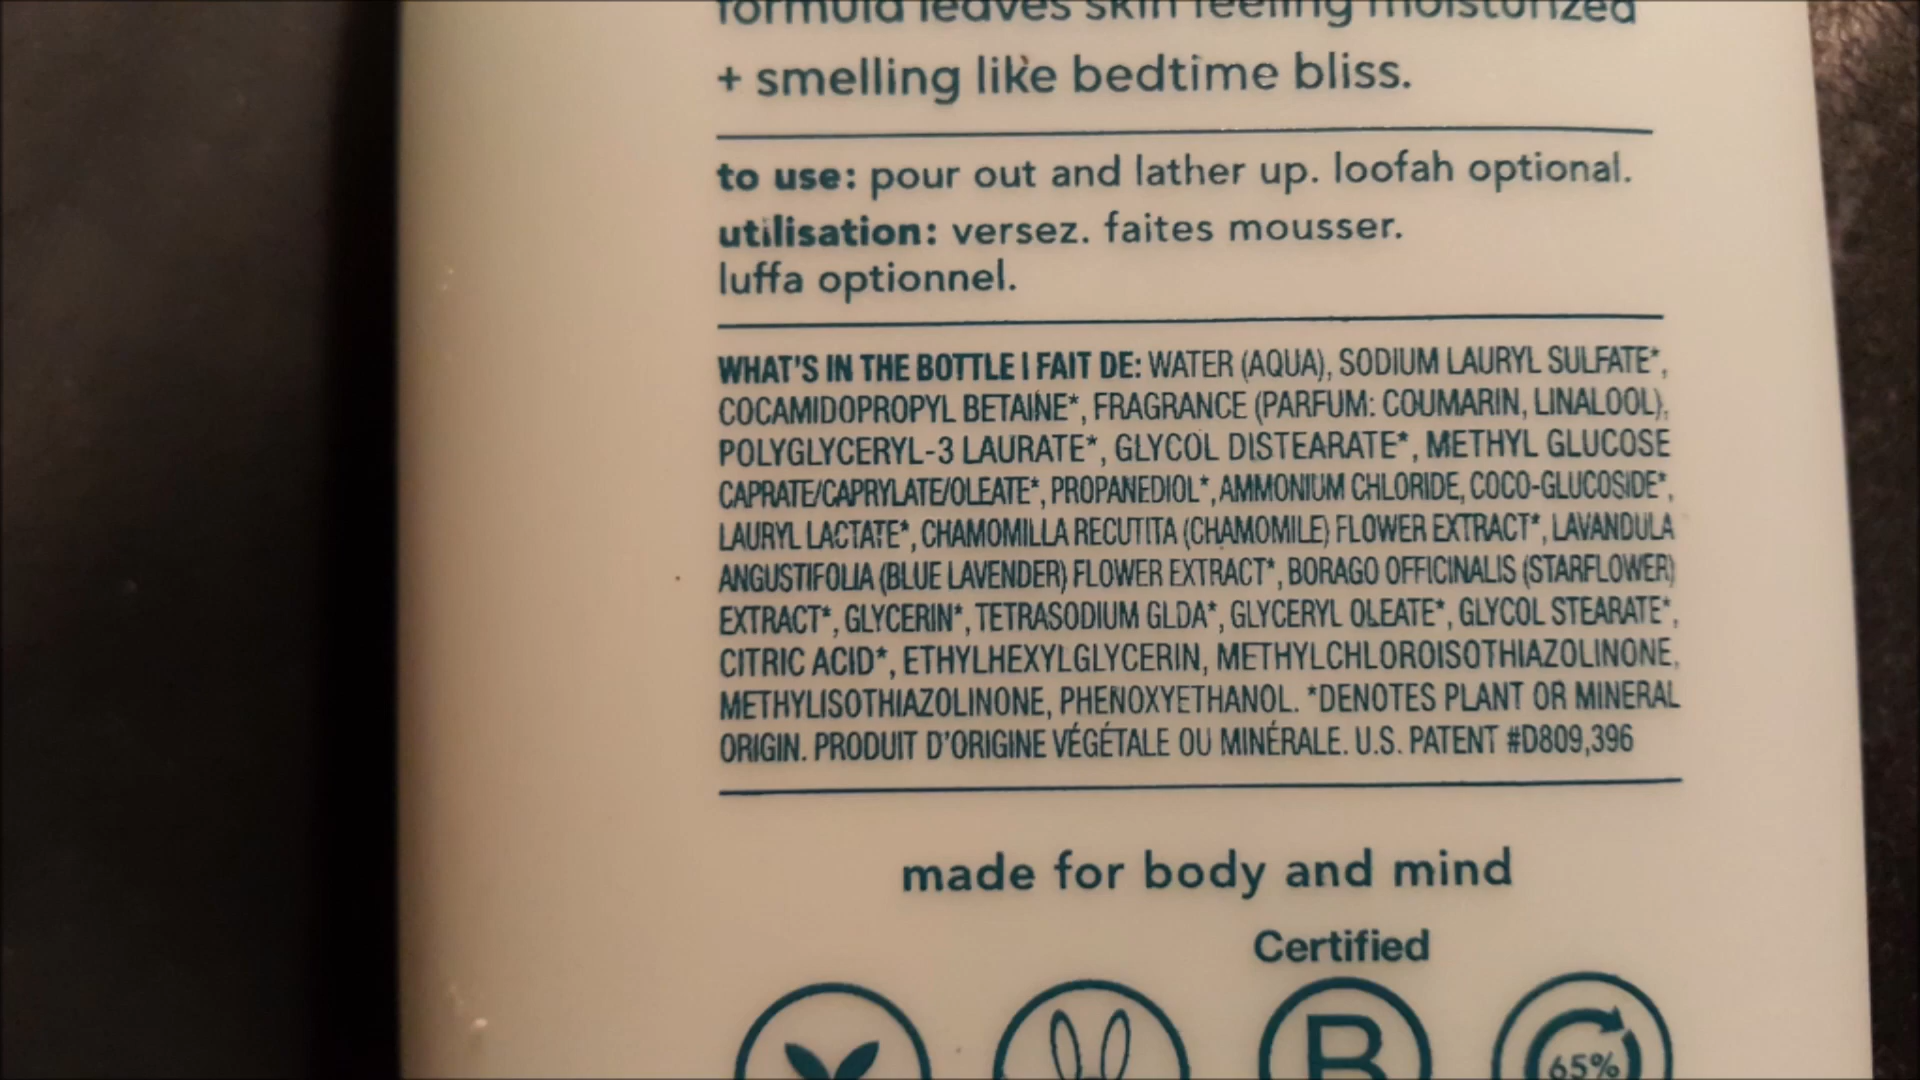 formula leaves skin feeling moisturized
+ smelling like bedtime bliss.
to use: pour out and lather up. loofah optional.
utilisation: versez. faites mousser.
luffa optionnel.
WHAT'S IN THE BOTTLE | FAIT DE: WATER (AQUA), SODIUM LAURYL SULFATE*,
COCAMIDOPROPYL BETAINE*, FRAGRANCE (PARFUM: COUMARIN, LINALOOL),
POLYGLYCERYL-3 LAURATE*, GLYCOL DISTEARATE*, METHYL GLUCOSE
CAPRATE/CAPRYLATE/OLEATE*, PROPANEDIOL*, AMMONIUM CHLORIDE, COCO-GLUCOSIDE*,
LAURYL LACTATE*, CHAMOMILLA RECUTITA (CHAMOMILE) FLOWER EXTRACT*, LAVANDULA
ANGUSTIFOLIA (BLUE LAVENDER) FLOWER EXTRACT*, BORAGO OFFICINALIS (STARFLOWER)
EXTRACT*, GLYCERIN*, TETRASODIUM GLDA*, GLYCERYL OLEATE*, GLYCOL STEARATE*,
CITRIC ACID*, ETHYLHEXYLGLYCERIN, METHYLCHLOROISOTHIAZOLINONE,
METHYLISOTHIAZOLINONE, PHENOXYETHANOL. *DENOTES PLANT OR MINERAL
ORIGIN. PRODUIT D'ORIGINE VÉGÉTALE OU MINÉRALE. U.S. PATENT #D809,396
made for body and mind
Certified
B
65%